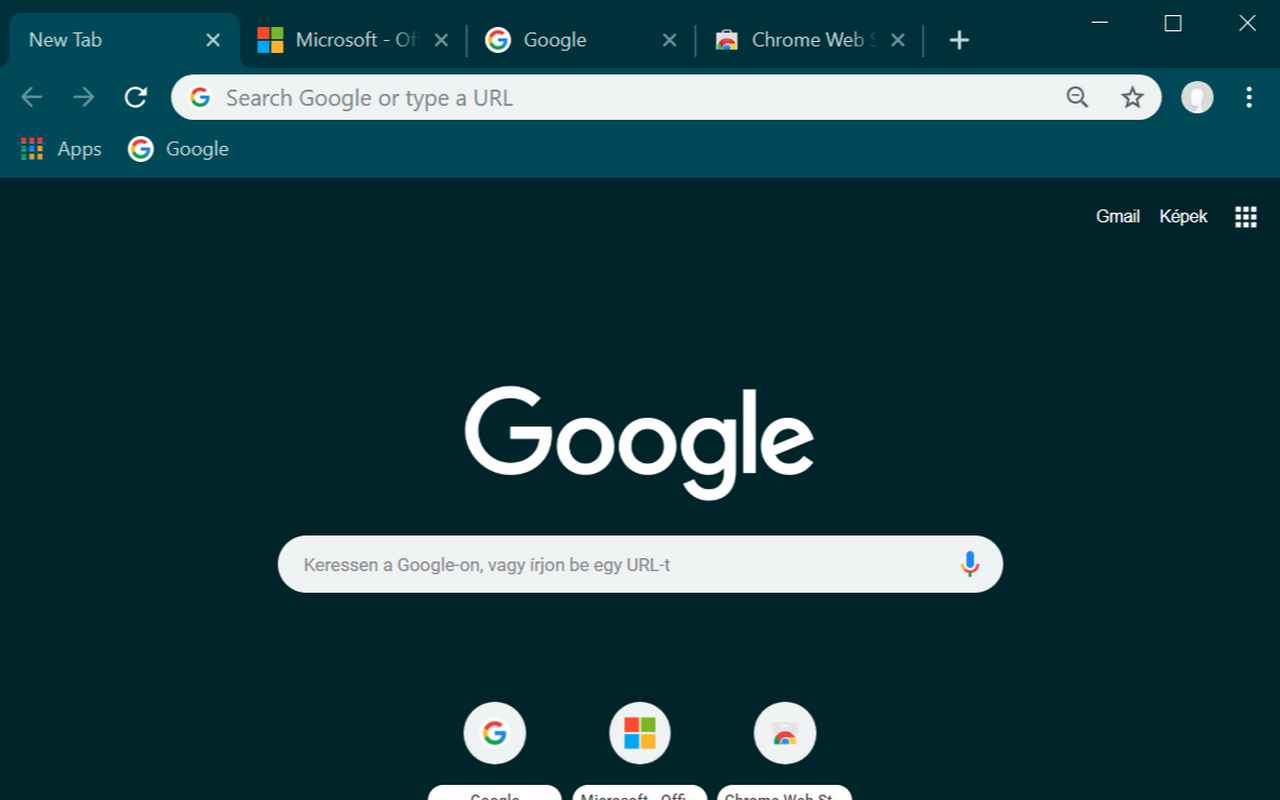 New Tab
Microsoft - Of
Google
Chrome Web S
Search Google or type a URL
Apps
Google
Gmail
Képek
Google
Keressen a Google-on, vagy írjon be egy URL-t
Google
Microsoft - Offi...
Chrome Web St...